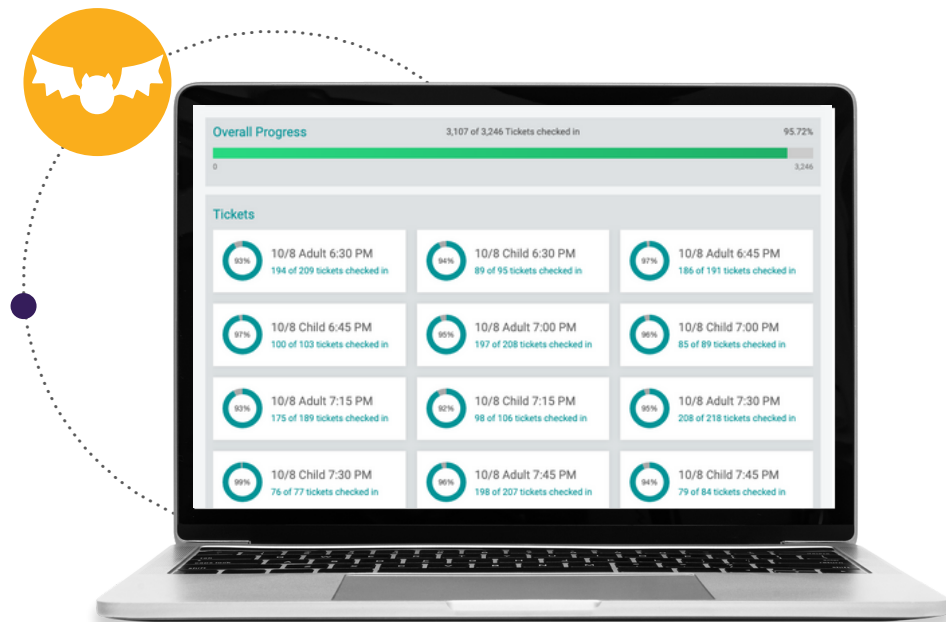 Overall Progress 3,107 of 3,246 Tickets checked in 95.72%
0 3,246
Tickets
93% 10/8 Adult 6:30 PM
194 of 209 tickets checked in
94% 10/8 Child 6:30 PM
89 of 95 tickets checked in
97% 10/8 Adult 6:45 PM
186 of 191 tickets checked in
97% 10/8 Child 6:45 PM
100 of 103 tickets checked in
95% 10/8 Adult 7:00 PM
197 of 208 tickets checked in
96% 10/8 Child 7:00 PM
85 of 89 tickets checked in
93% 10/8 Adult 7:15 PM
175 of 189 tickets checked in
92% 10/8 Child 7:15 PM
98 of 106 tickets checked in
95% 10/8 Adult 7:30 PM
208 of 218 tickets checked in
99% 10/8 Child 7:30 PM
76 of 77 tickets checked in
96% 10/8 Adult 7:45 PM
198 of 207 tickets checked in
94% 10/8 Child 7:45 PM
79 of 84 tickets checked in